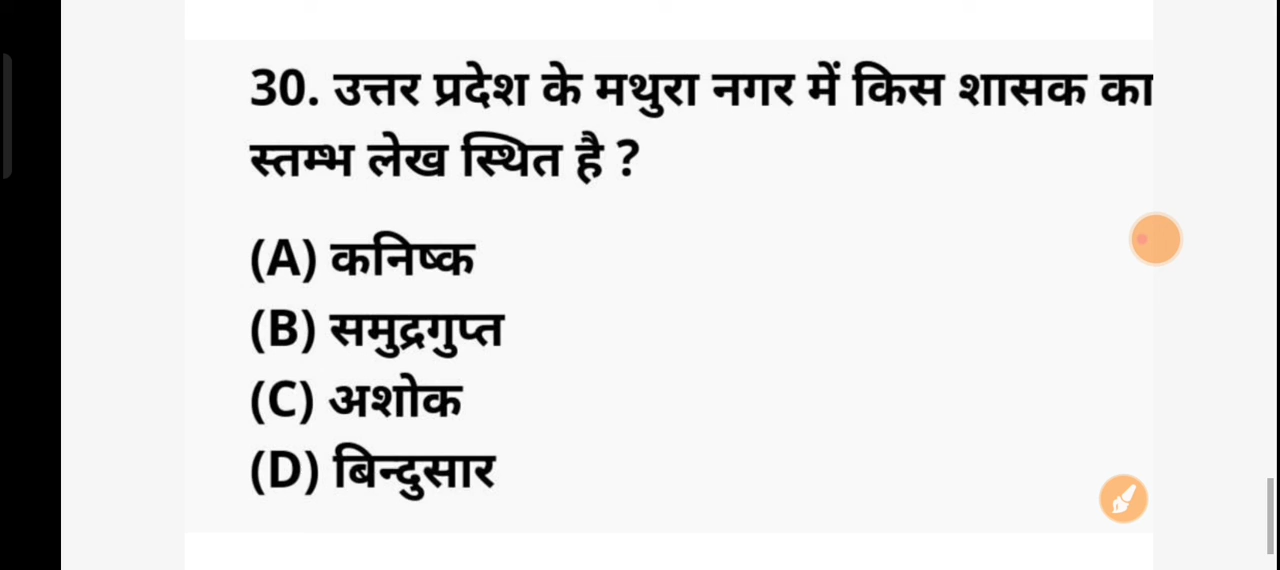 30. उत्तर प्रदेश के मथुरा नगर में किस शासक का
स्तम्भ लेख स्थित है ?
(A) कनिष्क
(B) समुद्रगुप्त
(C) अशोक
(D) बिन्दुसार